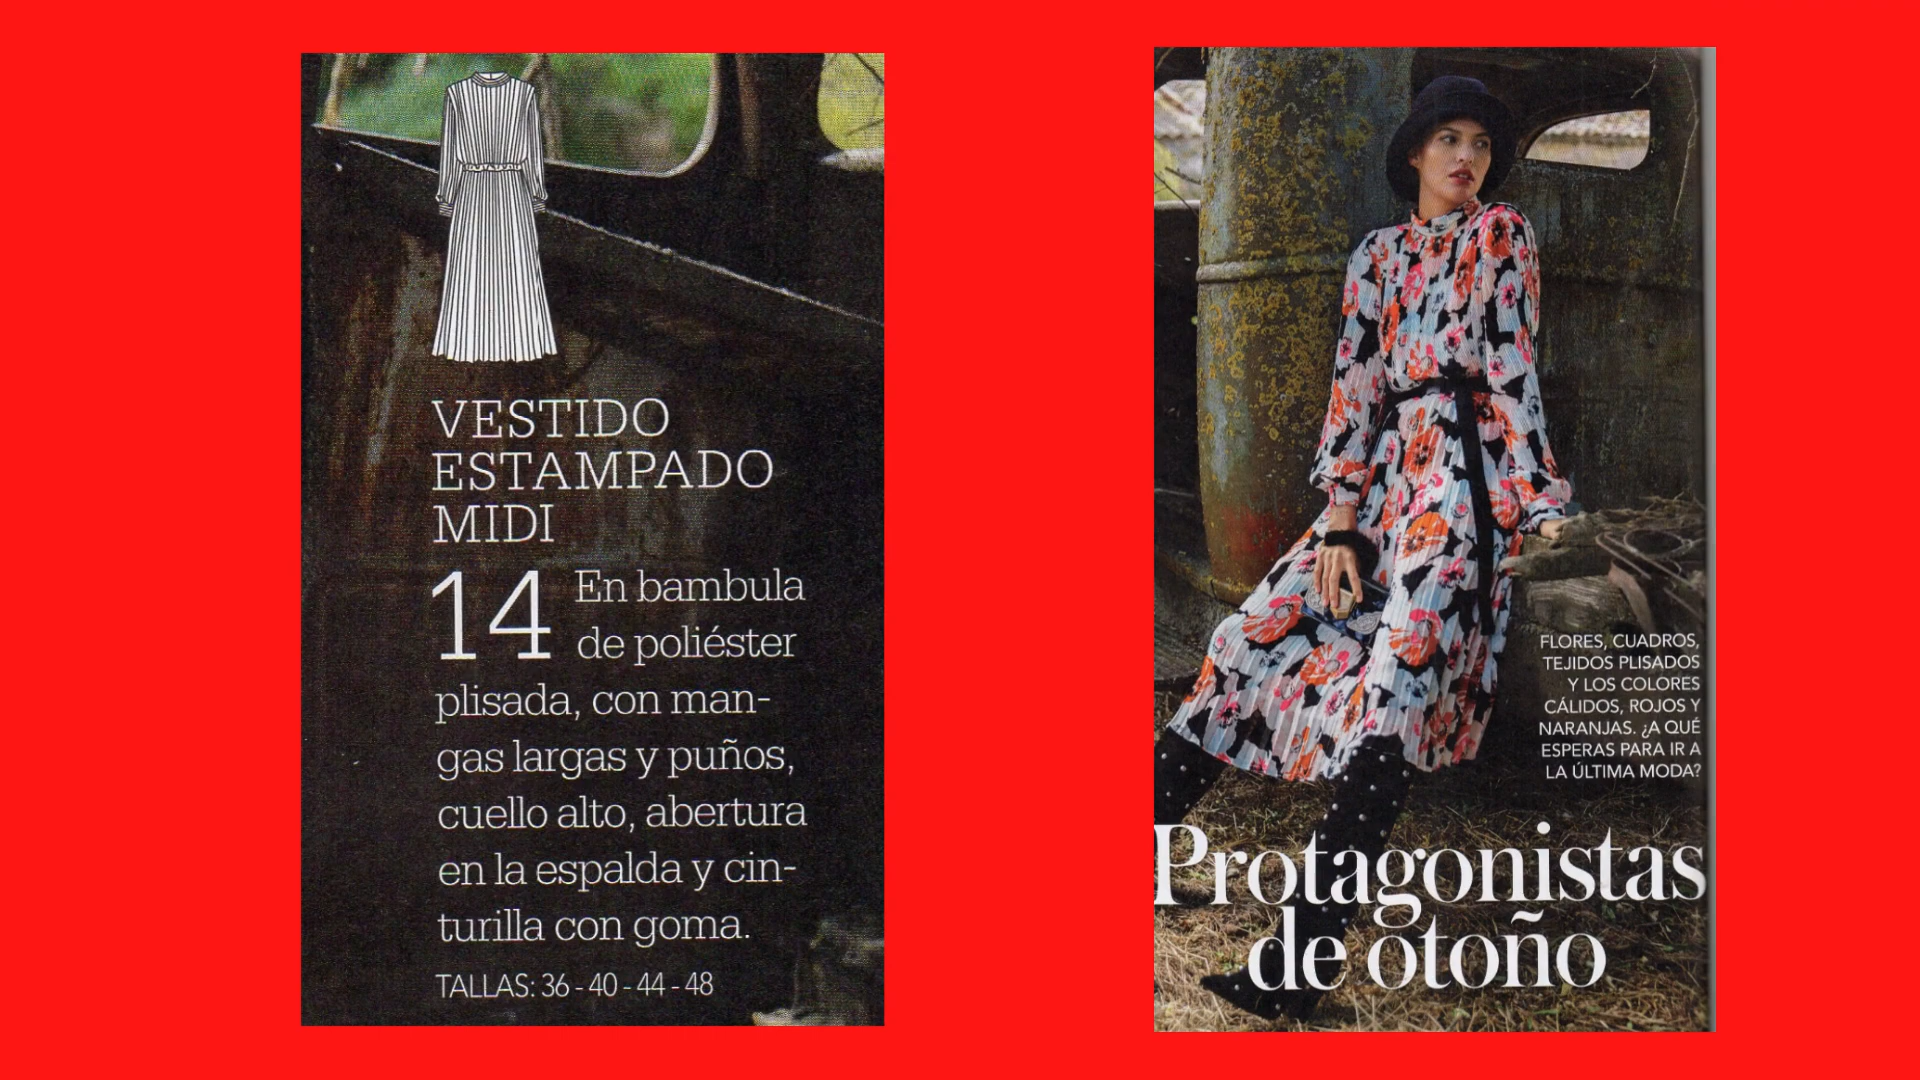 VESTIDO
ESTAMPADO
MIDI
14 En bambula
de poliéster
plisada, con man-
gas largas y puños,
cuello alto, abertura
en la espalda y cin-
turilla con goma.
TALLAS: 36 - 40 - 44 - 48
FLORES, CUADROS,
TEJIDOS PLISADOS
Y LOS COLORES
CÁLIDOS, ROJOS Y
NARANJAS. ¿A QUÉ
ESPERAS PARA IR A
LA ÚLTIMA MODA?
Protagonistas
de otoño